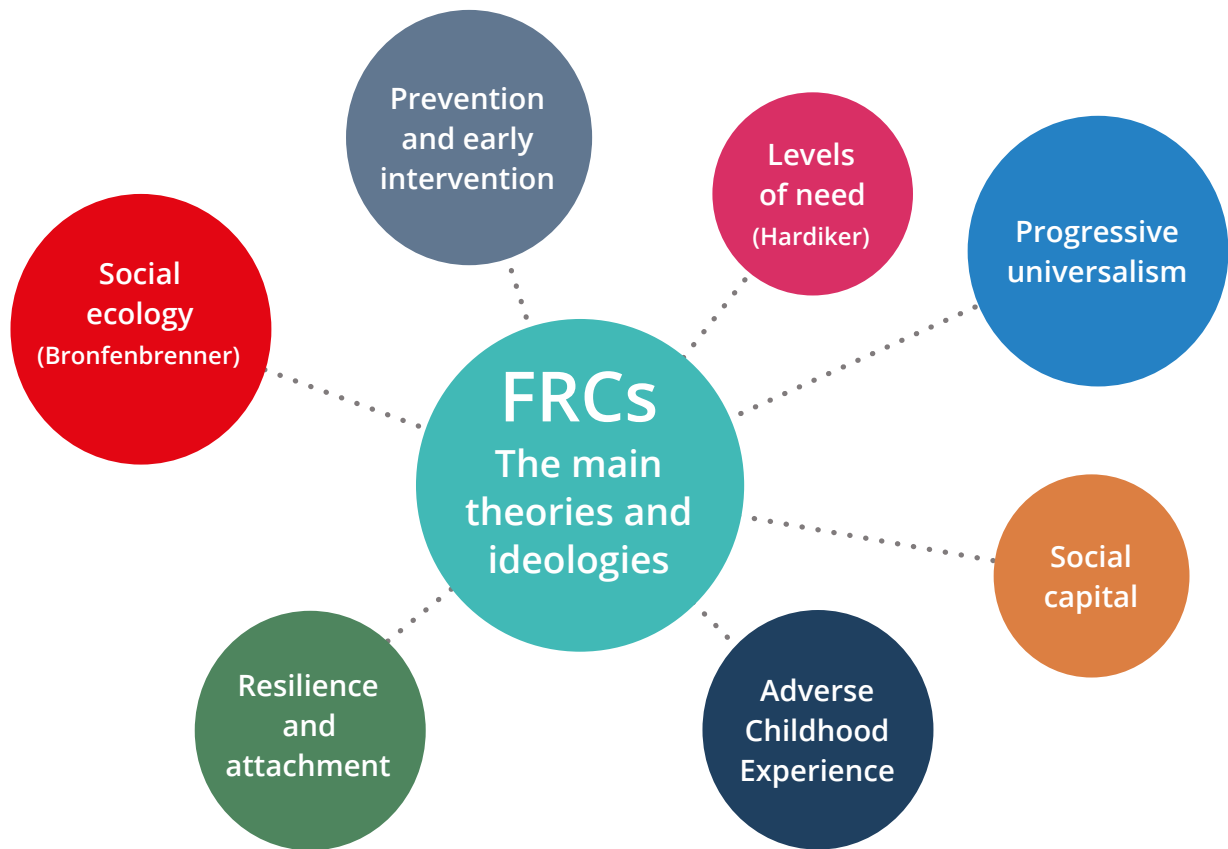 Prevention
and early
intervention
Levels
of need
(Hardiker)
Progressive
universalism
Social
ecology
(Bronfenbrenner)
FRCs
The main
theories and
ideologies
Social
capital
Resilience
and
attachment
Adverse
Childhood
Experience